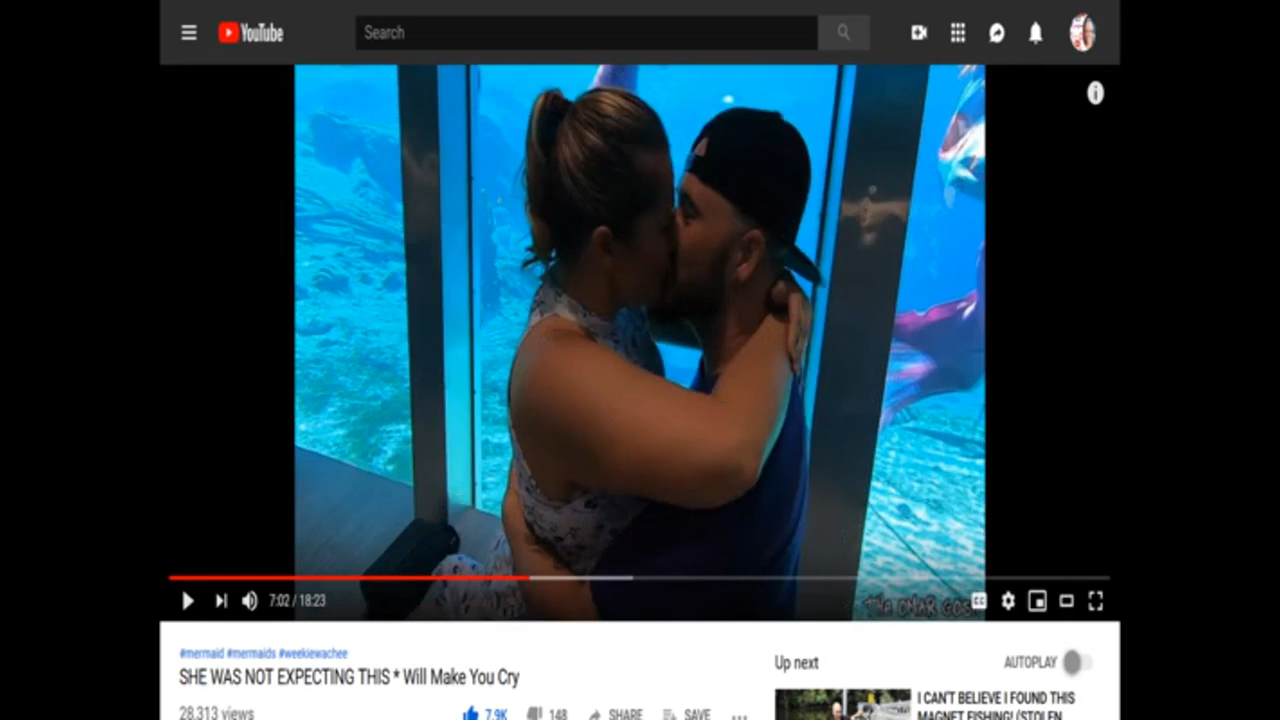 YouTube
Search
7:02 / 18:23
THE OMAR GOSH
CC
#mermaid #mermaids #weekiewachee
SHE WAS NOT EXPECTING THIS * Will Make You Cry
28,313 views
7.9K
148
SHARE
SAVE
Up next
AUTOPLAY
I CAN'T BELIEVE I FOUND THIS
MAGNET FISHING! (STOLEN